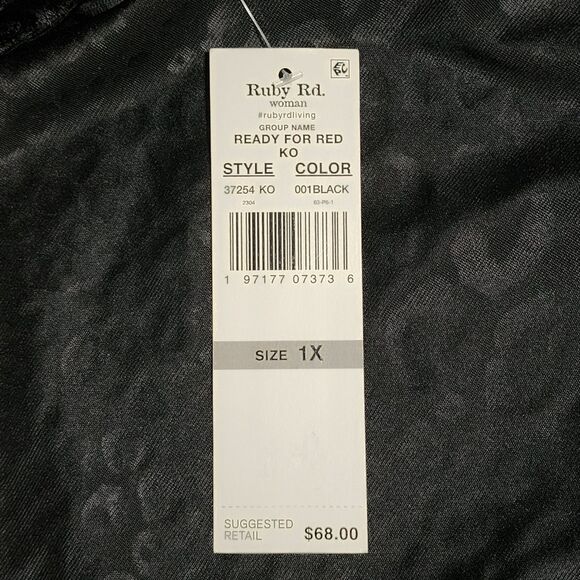 Ruby Rd.
woman
#rubyrdliving
GROUP NAME
READY FOR RED
KO
STYLE COLOR
37254 KO 001BLACK
2304 63-P6-1
1 97177 07373 6
SIZE 1X
SUGGESTED
RETAIL $68.00